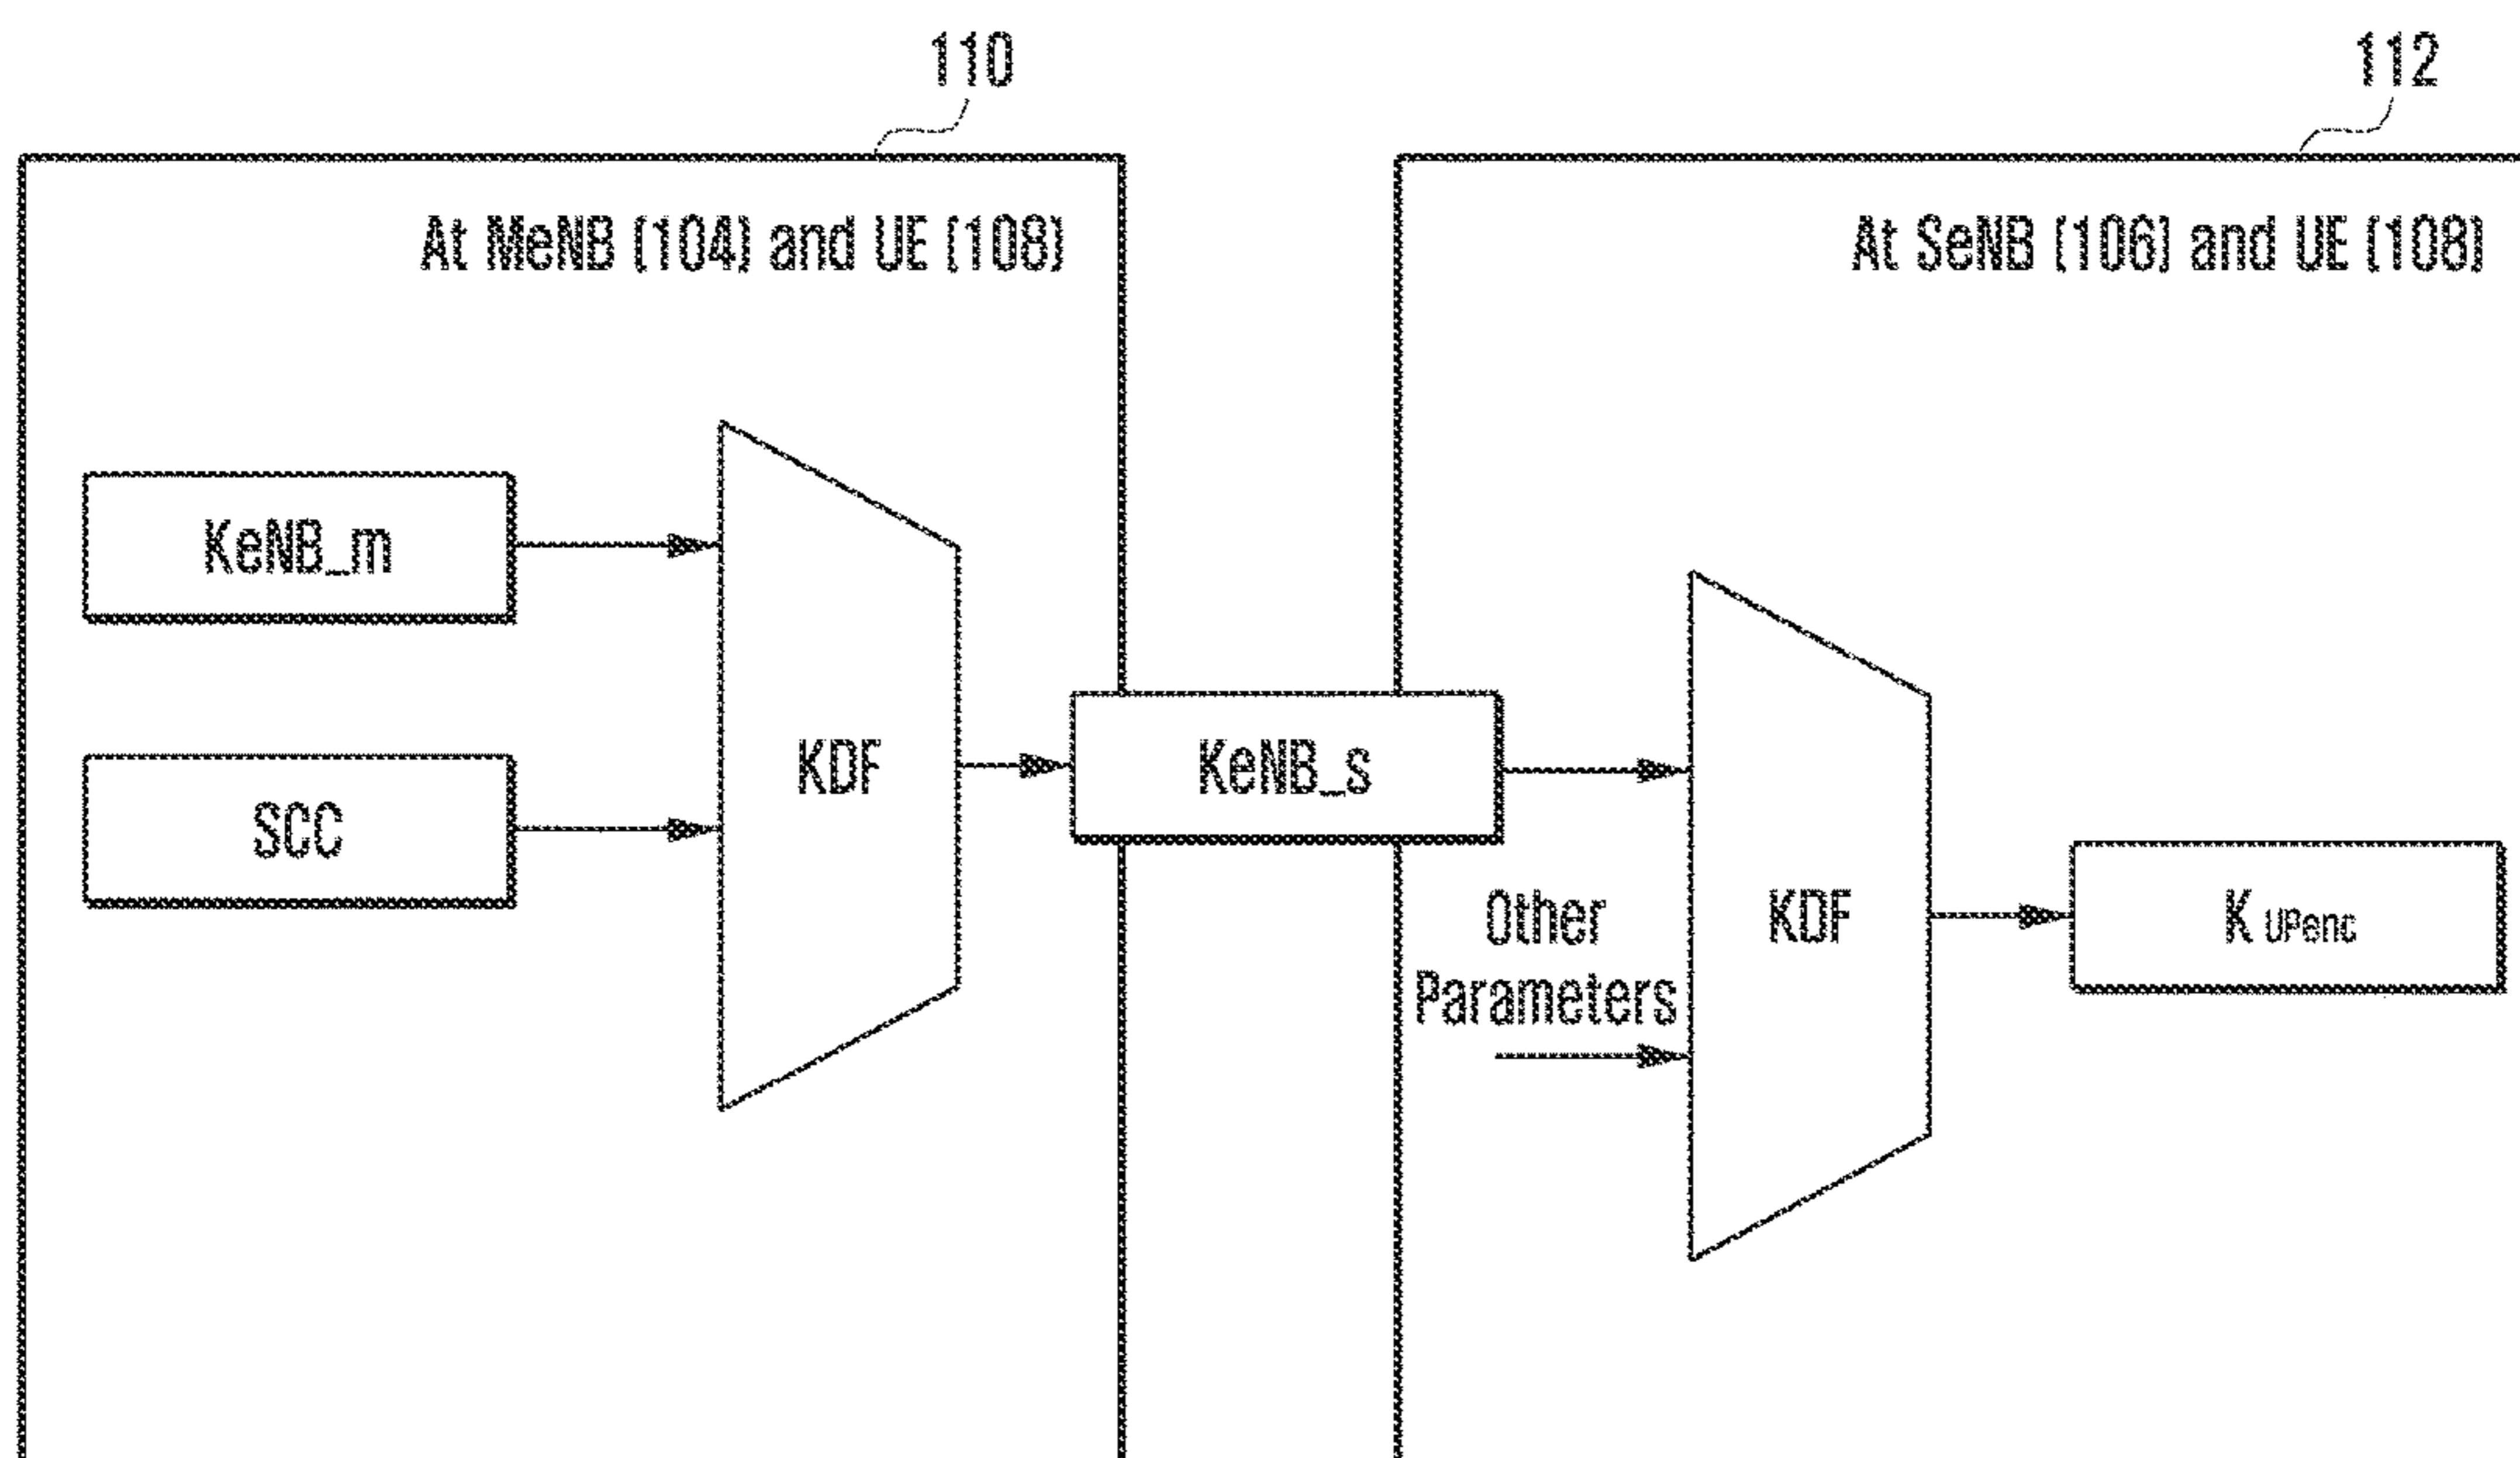 110
112
At MeNB (104) and UE (108)
At SeNB (106) and UE (108)
KeNB_m
SCC
KDF
KeNB_s
Other
Parameters
KDF
K UPenc